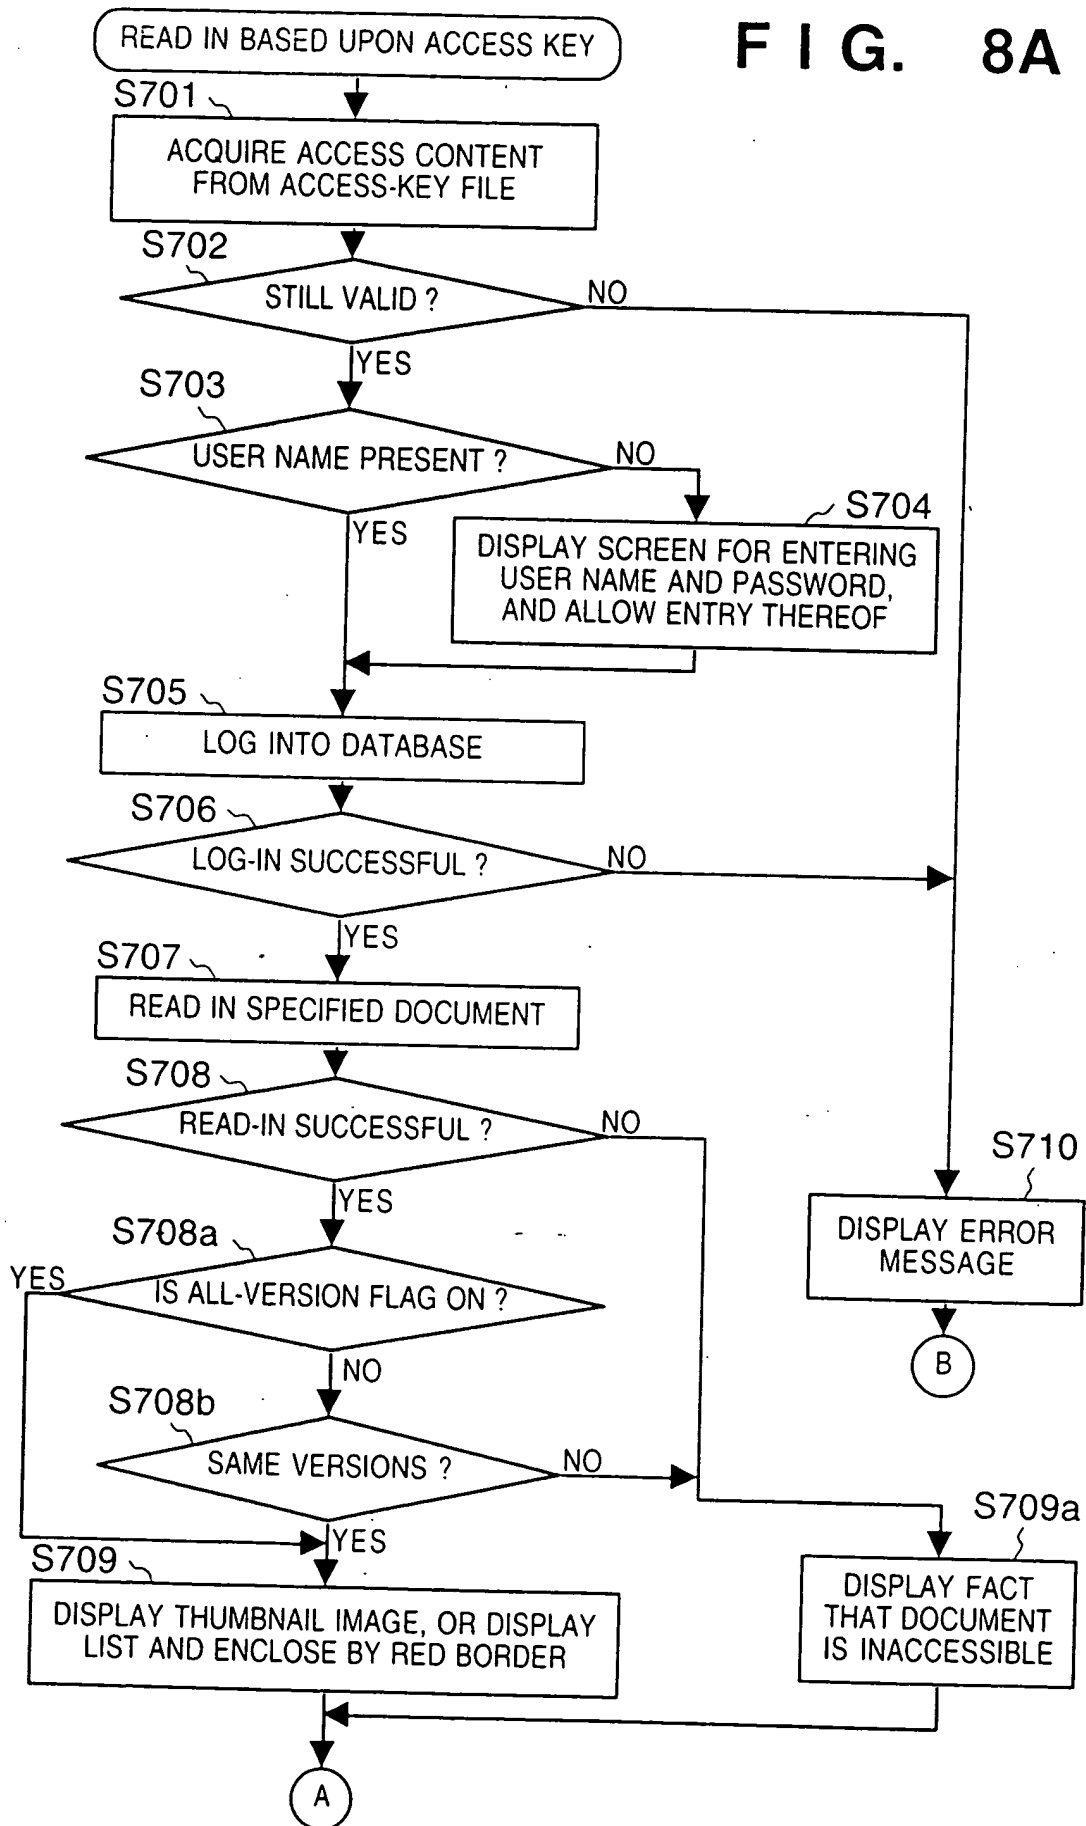 FIG. 8A
READ IN BASED UPON ACCESS KEY
S701
ACQUIRE ACCESS CONTENT
FROM ACCESS-KEY FILE
S702
STILL VALID ?
NO
YES
S703
USER NAME PRESENT ?
NO
YES
S704
DISPLAY SCREEN FOR ENTERING
USER NAME AND PASSWORD,
AND ALLOW ENTRY THEREOF
S705
LOG INTO DATABASE
S706
LOG-IN SUCCESSFUL ?
NO
YES
S707
READ IN SPECIFIED DOCUMENT
S708
READ-IN SUCCESSFUL ?
NO
YES
S710
DISPLAY ERROR
MESSAGE
B
S708a
YES
IS ALL-VERSION FLAG ON ?
NO
S708b
SAME VERSIONS ?
NO
YES
S709
DISPLAY THUMBNAIL IMAGE, OR DISPLAY
LIST AND ENCLOSE BY RED BORDER
S709a
DISPLAY FACT
THAT DOCUMENT
IS INACCESSIBLE
A